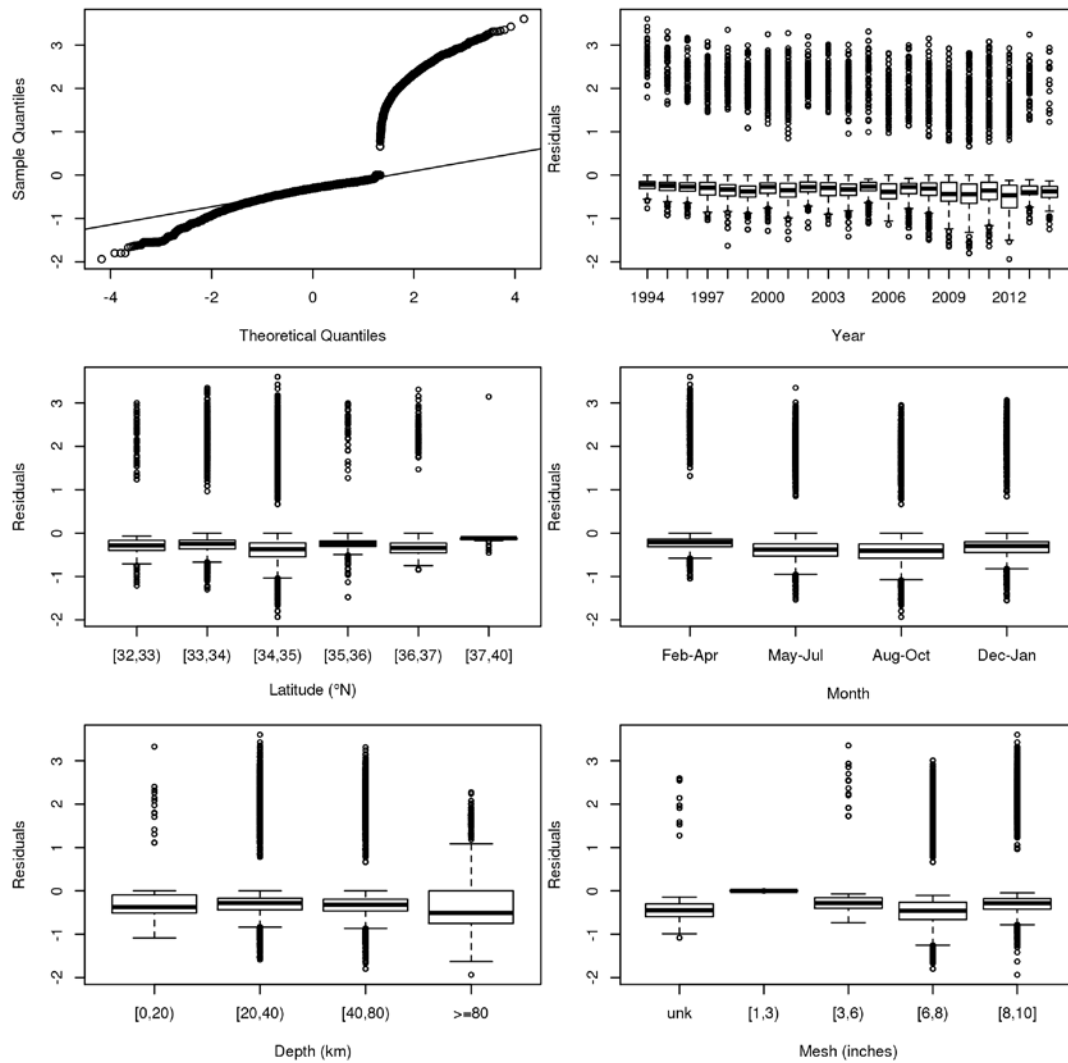 Sample Quantiles
3
2
1
0
-1
-2
-4 -2 0 2 4
Theoretical Quantiles
Residuals
3
2
1
0
-1
-2
1994 1997 2000 2003 2006 2009 2012
Year
Residuals
3
2
1
0
-1
-2
[32,33) [33,34) [34,35) [35,36) [36,37) [37,40]
Latitude (°N)
Residuals
3
2
1
0
-1
-2
Feb-Apr May-Jul Aug-Oct Dec-Jan
Month
Residuals
3
2
1
0
-1
-2
[0,20) [20,40) [40,80) >=80
Depth (km)
Residuals
3
2
1
0
-1
-2
unk [1,3) [3,6) [6,8) [8,10]
Mesh (inches)